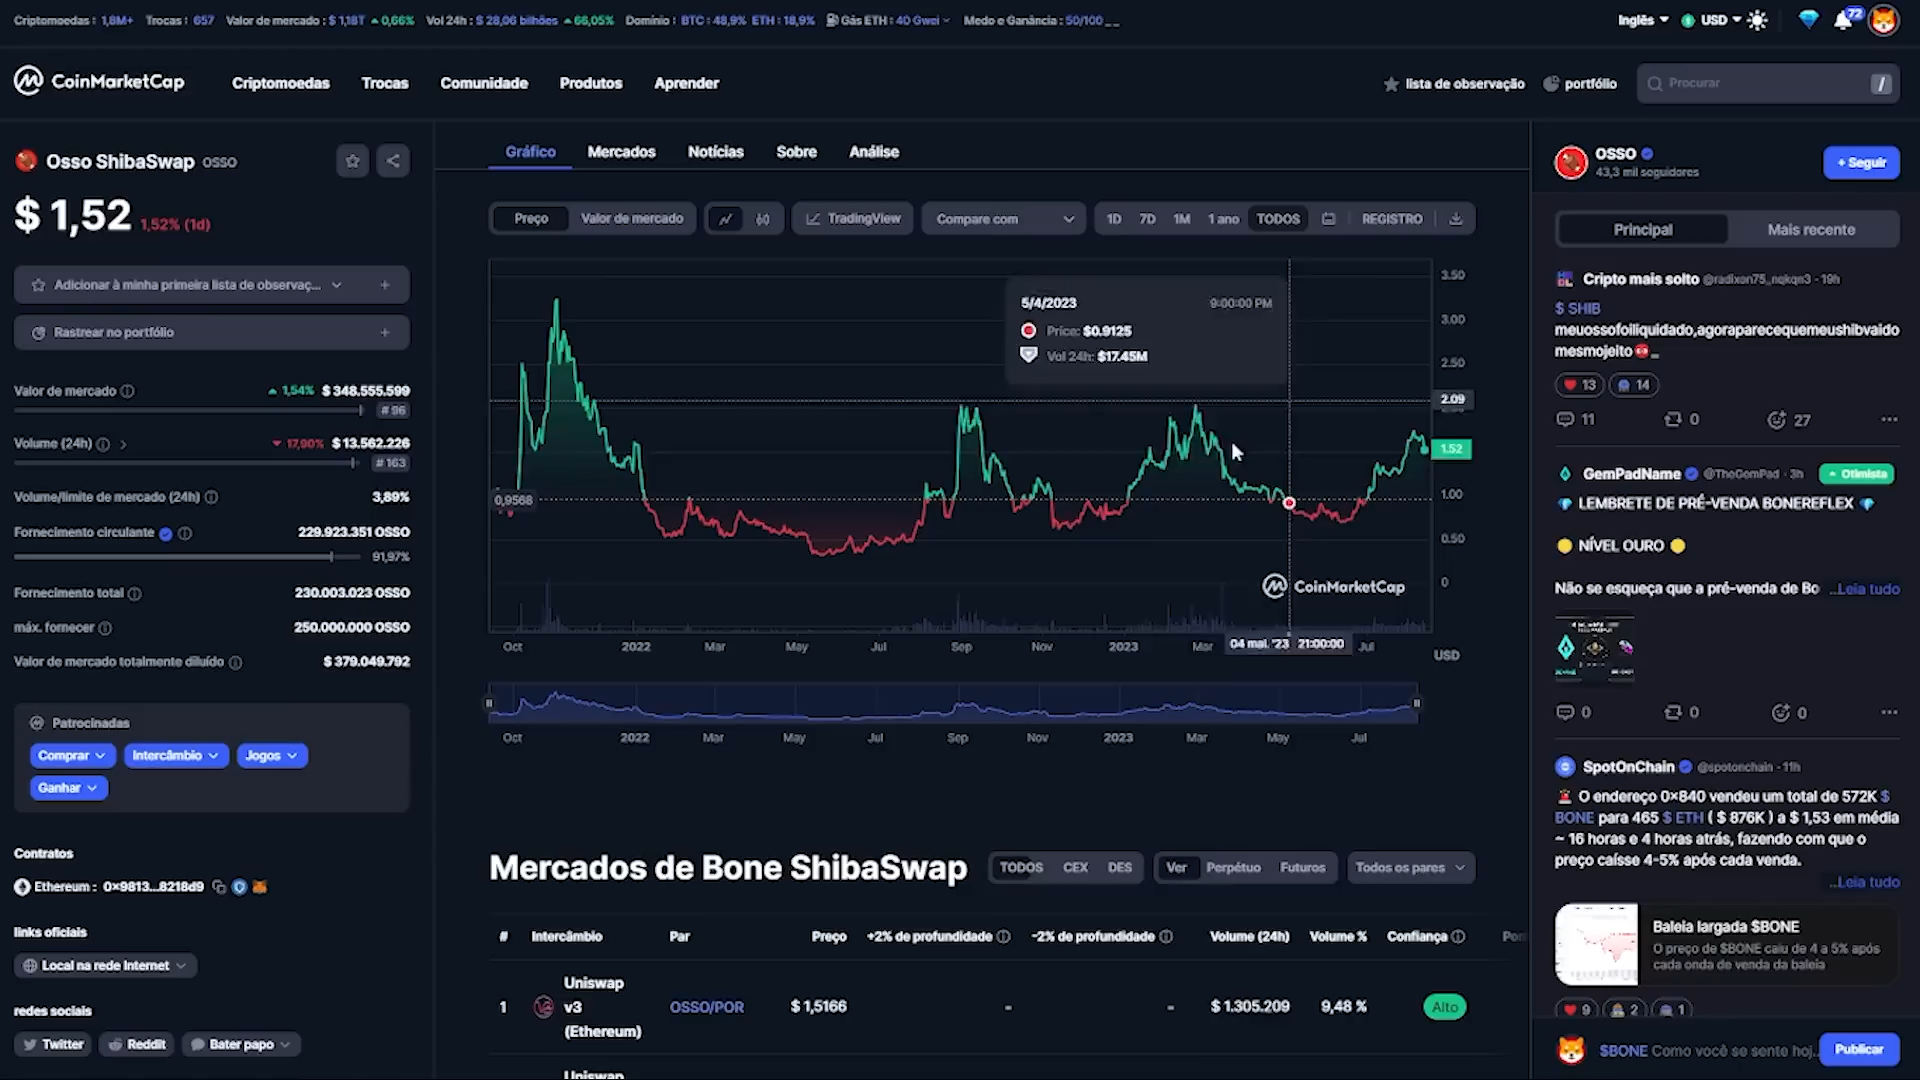 Criptomoedas : 1,8M+ Trocas : 657 Valor de mercado : $ 1,18T 0,66% Vol 24h : $ 28,06 bilhões 66,05% Domínio : BTC : 48,9% ETH : 18,9% Gás ETH : 40 Gwei Medo e Ganância : 50/100
Inglês USD 72
CoinMarketCap Criptomoedas Trocas Comunidade Produtos Aprender
lista de observação portfólio Procurar /
Osso ShibaSwap OSSO
$ 1,52 1,52% (1d)
Adicionar à minha primeira lista de observaç... +
Rastrear no portfólio +
Valor de mercado 1,54% $ 348.555.599
# 96
Volume (24h) 17,90% $ 13.562.226
# 163
Volume/limite de mercado (24h) 3,89%
Fornecimento circulante 229.923.351 OSSO
91,97%
Fornecimento total 230.003.023 OSSO
máx. fornecer 250.000.000 OSSO
Valor de mercado totalmente diluído $ 379.049.792
Patrocinadas
Comprar Intercâmbio Jogos
Ganhar
Contratos
Ethereum : 0x9813...8218d9
links oficiais
Local na rede Internet
redes sociais
Twitter Reddit Bater papo
Gráfico Mercados Notícias Sobre Análise
Preço Valor de mercado TradingView Compare com 1D 7D 1M 1 ano TODOS REGISTRO
5/4/2023 9:00:00 PM
Price: $0.9125
Vol 24h: $17.45M
3.50
3.00
2.50
2.09
1.52
1.00
0.50
0
0,9568
CoinMarketCap
Oct 2022 Mar May Jul Sep Nov 2023 Mar 04 mai. '23 21:00:00 Jul
USD
Oct 2022 Mar May Jul Sep Nov 2023 Mar May Jul
Mercados de Bone ShibaSwap TODOS CEX DES Ver Perpétuo Futuros Todos os pares
# Intercâmbio Par Preço +2% de profundidade -2% de profundidade Volume (24h) Volume % Confiança
1 Uniswap v3 (Ethereum) OSSO/POR $ 1,5166 - - $ 1.305.209 9,48 % Alto
Uniswap
OSSO
43,3 mil seguidores
+ Seguir
Principal Mais recente
Cripto mais solto @radixon75_nqkqn3 · 19h
$ SHIB
meuossofoiliquidado,agoraparecequemeushibvaido
mesmojeito
13 14
11 0 27
GemPadName @TheGemPad · 3h Otimista
LEMBRETE DE PRÉ-VENDA BONEREFLEX
NÍVEL OURO
Não se esqueça que a pré-venda de Bo ...Leia tudo
0 0 0
SpotOnChain @spotonchain · 11h
O endereço 0x840 vendeu um total de 572K $
BONE para 465 $ ETH ( $ 876K ) a $ 1,53 em média
~ 16 horas e 4 horas atrás, fazendo com que o
preço caísse 4-5% após cada venda.
...Leia tudo
Baleia largada $BONE
O preço de $BONE caiu de 4 a 5% após
cada onda de venda da baleia
9 2 1
$BONE Como você se sente hoj... Publicar